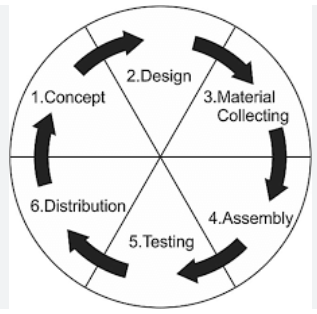 1.Concept
2.Design
3.Material
Collecting
4.Assembly
5.Testing
6.Distribution